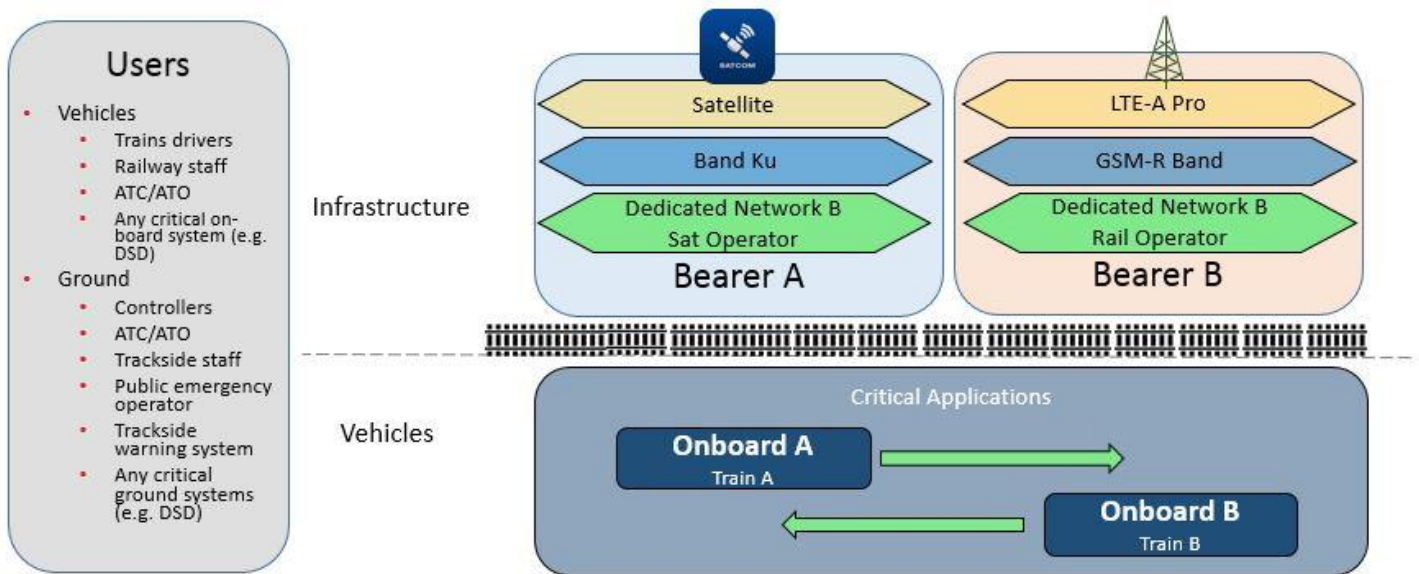 Users
Vehicles
Trains drivers
Railway staff
ATC/ATO
Any critical on-
board system (e.g.
DSD)
Ground
Controllers
ATC/ATO
Trackside staff
Public emergency
operator
Trackside
warning system
Any critical
ground systems
(e.g. DSD)
Infrastructure
SATCOM
Satellite
Band Ku
Dedicated Network B
Sat Operator
Bearer A
LTE-A Pro
GSM-R Band
Dedicated Network B
Rail Operator
Bearer B
Vehicles
Critical Applications
Onboard A
Train A
Onboard B
Train B